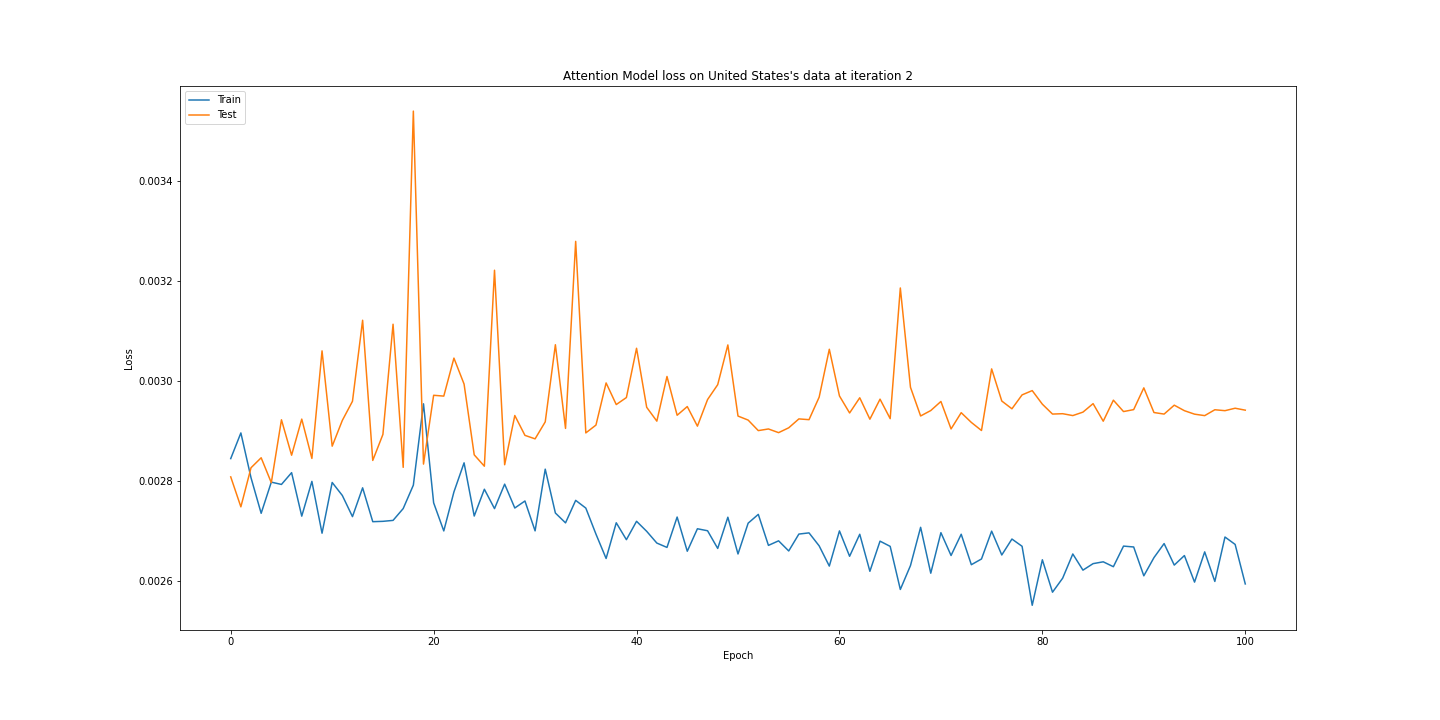 Attention Model loss on United States's data at iteration 2
Train
Test
0.0034
0.0032
0.0030
0.0028
0.0026
Loss
0 20 40 60 80 100
Epoch